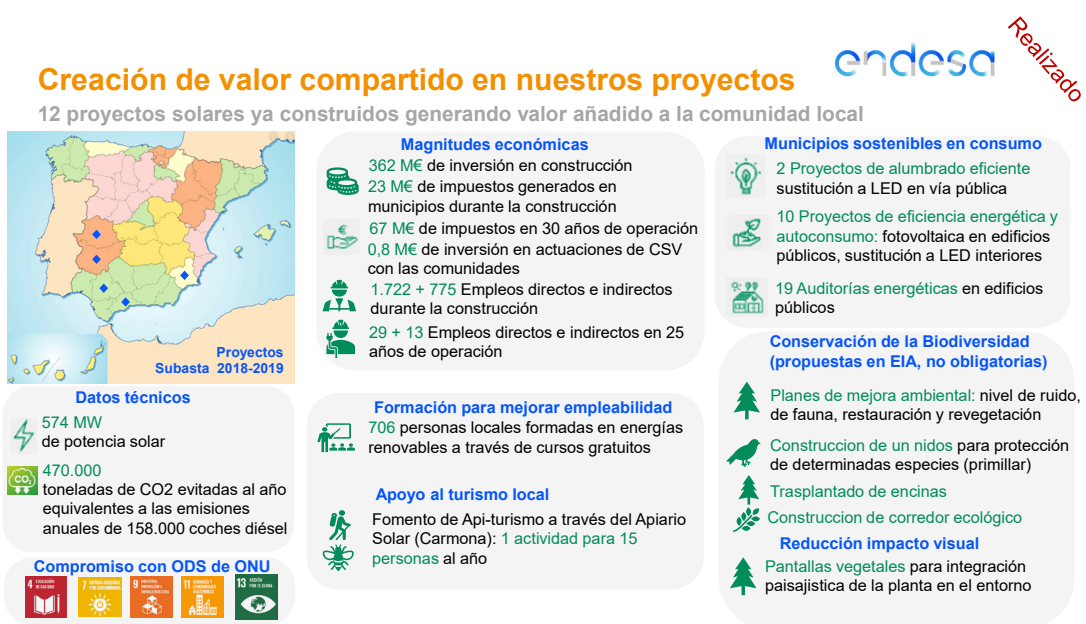 endesa
Realizado
Creación de valor compartido en nuestros proyectos
12 proyectos solares ya construidos generando valor añadido a la comunidad local
Proyectos
Subasta 2018-2019
Datos técnicos
574 MW
de potencia solar
CO2
470.000
toneladas de CO2 evitadas al año
equivalentes a las emisiones
anuales de 158.000 coches diésel
Compromiso con ODS de ONU
4 EDUCACIÓN
DE CALIDAD
7
9
11 CIUDADES Y
COMUNIDADES
SOSTENIBLES
13 ACCIÓN
POR EL CLIMA
Magnitudes económicas
362 M€ de inversión en construcción
23 M€ de impuestos generados en
municipios durante la construcción
€
67 M€ de impuestos en 30 años de operación
0,8 M€ de inversión en actuaciones de CSV
con las comunidades
1.722 + 775 Empleos directos e indirectos
durante la construcción
29 + 13 Empleos directos e indirectos en 25
años de operación
Formación para mejorar empleabilidad
706 personas locales formadas en energías
renovables a través de cursos gratuitos
Apoyo al turismo local
Fomento de Api-turismo a través del Apiario
Solar (Carmona): 1 actividad para 15
personas al año
Municipios sostenibles en consumo
2 Proyectos de alumbrado eficiente
sustitución a LED en vía pública
10 Proyectos de eficiencia energética y
autoconsumo: fotovoltaica en edificios
públicos, sustitución a LED interiores
19 Auditorías energéticas en edificios
públicos
Conservación de la Biodiversidad
(propuestas en EIA, no obligatorias)
Planes de mejora ambiental: nivel de ruido,
de fauna, restauración y revegetación
Construccion de un nidos para protección
de determinadas especies (primillar)
Trasplantado de encinas
Construccion de corredor ecológico
Reducción impacto visual
Pantallas vegetales para integración
paisajistica de la planta en el entorno